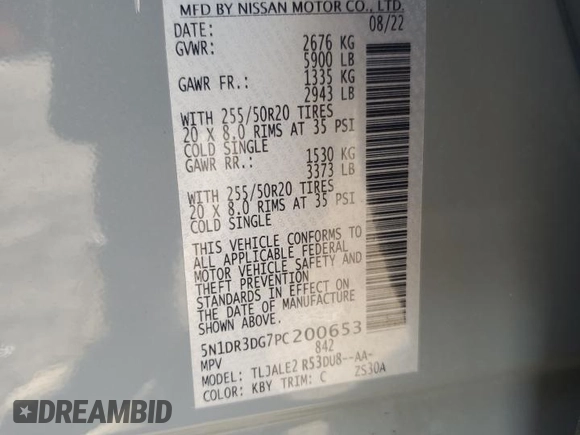 MFD BY NISSAN MOTOR CO., LTD.
DATE: 08/22
GVWR: 2676 KG
5900 LB
GAWR FR.: 1335 KG
2943 LB
WITH 255/50R20 TIRES
20 X 8.0 RIMS AT 35 PSI
COLD SINGLE
GAWR RR.: 1530 KG
3373 LB
WITH 255/50R20 TIRES
20 X 8.0 RIMS AT 35 PSI
COLD SINGLE
THIS VEHICLE CONFORMS TO
ALL APPLICABLE FEDERAL
MOTOR VEHICLE SAFETY AND
THEFT PREVENTION
STANDARDS IN EFFECT ON
THE DATE OF MANUFACTURE
SHOWN ABOVE.
5N1DR3DG7PC200653
MPV 842
MODEL: TLJALE2 R53DU8--AA-
COLOR: KBY TRIM: C ZS30A
DREAMBID